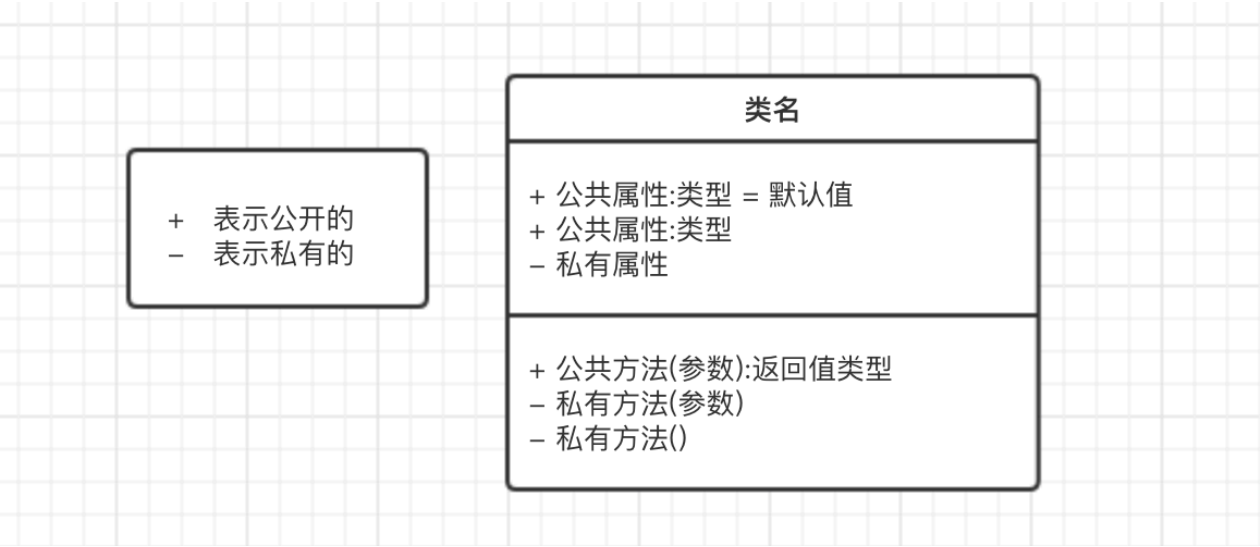 + 表示公开的
– 表示私有的
类名
+ 公共属性:类型 = 默认值
+ 公共属性:类型
– 私有属性
+ 公共方法(参数):返回值类型
– 私有方法(参数)
– 私有方法()